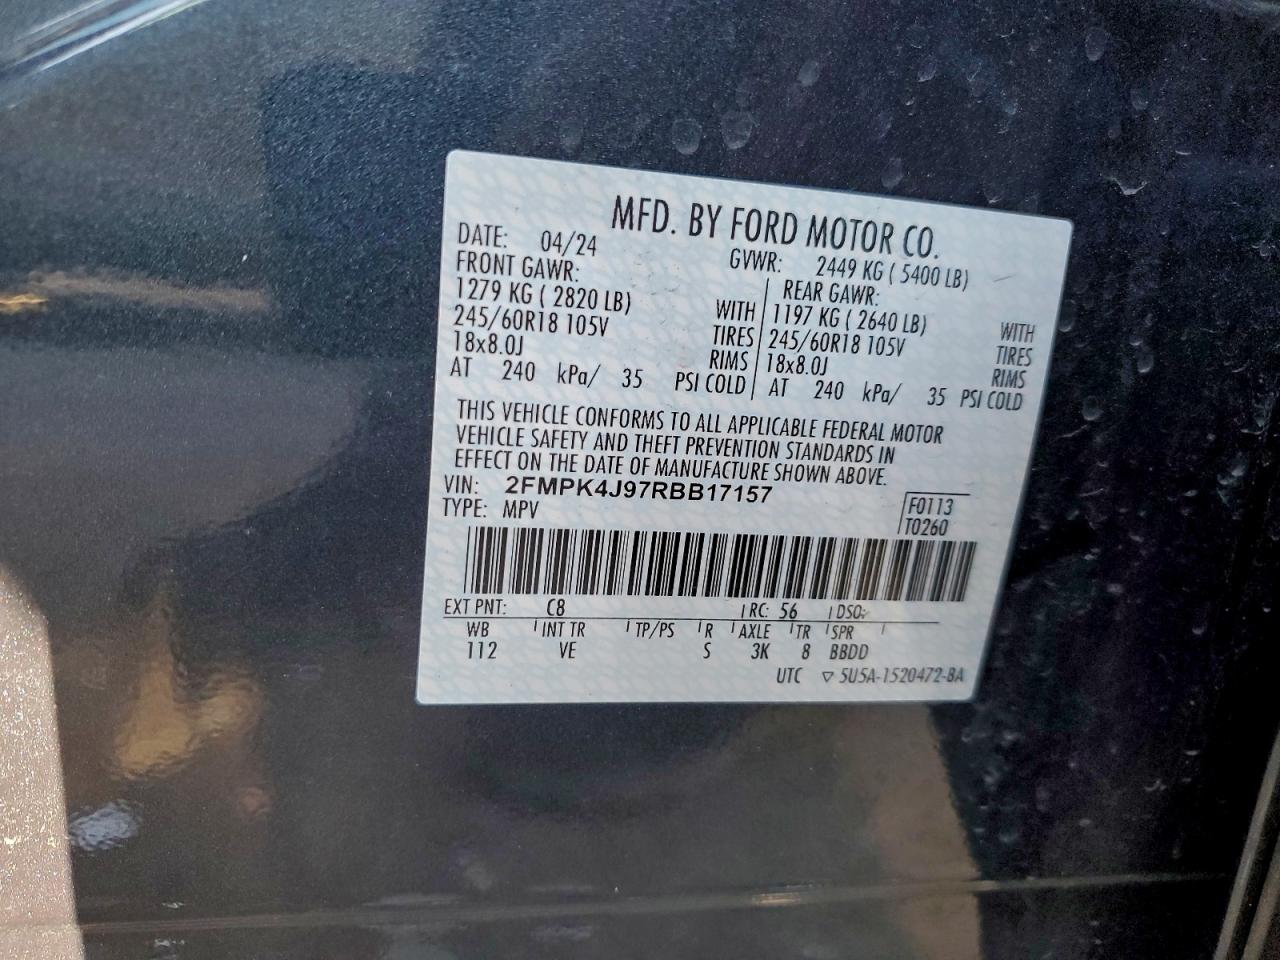 MFD. BY FORD MOTOR CO.
DATE: 04/24 GVWR: 2449 KG ( 5400 LB)
FRONT GAWR: REAR GAWR:
1279 KG ( 2820 LB) WITH 1197 KG ( 2640 LB) WITH
245/60R18 105V TIRES 245/60R18 105V TIRES
18x8.0J RIMS 18x8.0J RIMS
AT 240 kPa/ 35 PSI COLD AT 240 kPa/ 35 PSI COLD
THIS VEHICLE CONFORMS TO ALL APPLICABLE FEDERAL MOTOR
VEHICLE SAFETY AND THEFT PREVENTION STANDARDS IN
EFFECT ON THE DATE OF MANUFACTURE SHOWN ABOVE.
VIN: 2FMPK4J97RBB17157
TYPE: MPV F0113
T0260
EXT PNT: C8 RC: 56 DSO:
WB INT TR TP/PS R AXLE TR SPR
112 VE S 3K 8 BBDD
UTC ▽ 5U5A-1520472-BA